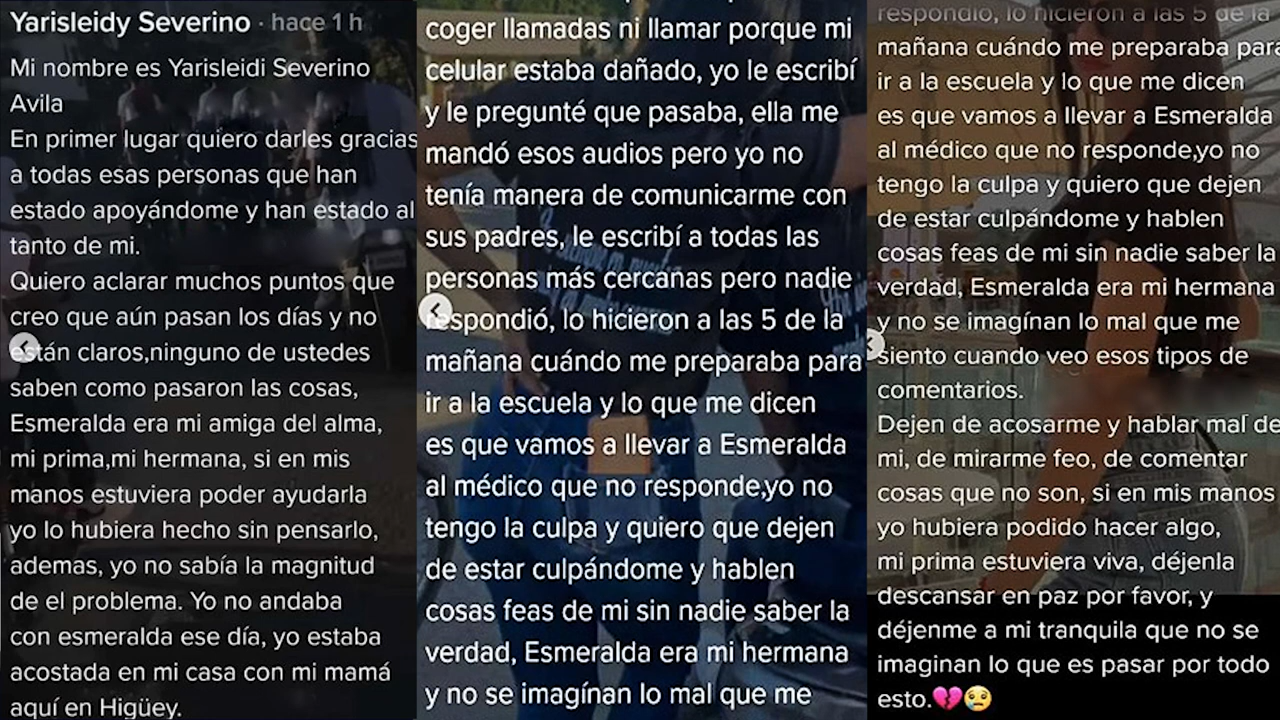 Yarisleidy Severino · hace 1 h
Mi nombre es Yarisleidi Severino
Avila
En primer lugar quiero darles gracias
a todas esas personas que han
estado apoyándome y han estado al
tanto de mi.
Quiero aclarar muchos puntos que
creo que aún pasan los días y no
están claros,ninguno de ustedes
saben como pasaron las cosas,
Esmeralda era mi amiga del alma,
mi prima,mi hermana, si en mis
manos estuviera poder ayudarla
yo lo hubiera hecho sin pensarlo,
ademas, yo no sabía la magnitud
de el problema. Yo no andaba
con esmeralda ese día, yo estaba
acostada en mi casa con mi mamá
aquí en Higüey.
coger llamadas ni llamar porque mi
celular estaba dañado, yo le escribí
y le pregunté que pasaba, ella me
mandó esos audios pero yo no
tenía manera de comunicarme con
sus padres, le escribí a todas las
personas más cercanas pero nadie
respondió, lo hicieron a las 5 de la
mañana cuándo me preparaba para
ir a la escuela y lo que me dicen
es que vamos a llevar a Esmeralda
al médico que no responde,yo no
tengo la culpa y quiero que dejen
de estar culpándome y hablen
cosas feas de mi sin nadie saber la
verdad, Esmeralda era mi hermana
y no se imagínan lo mal que me
respondió, lo hicieron a las 5 de la
mañana cuándo me preparaba para
ir a la escuela y lo que me dicen
es que vamos a llevar a Esmeralda
al médico que no responde,yo no
tengo la culpa y quiero que dejen
de estar culpándome y hablen
cosas feas de mi sin nadie saber la
verdad, Esmeralda era mi hermana
y no se imagínan lo mal que me
siento cuando veo esos tipos de
comentarios.
Dejen de acosarme y hablar mal de
mi, de mirarme feo, de comentar
cosas que no son, si en mis manos
yo hubiera podido hacer algo,
mi prima estuviera viva, déjenla
descansar en paz por favor, y
déjenme a mi tranquila que no se
imaginan lo que es pasar por todo
esto.💔😢